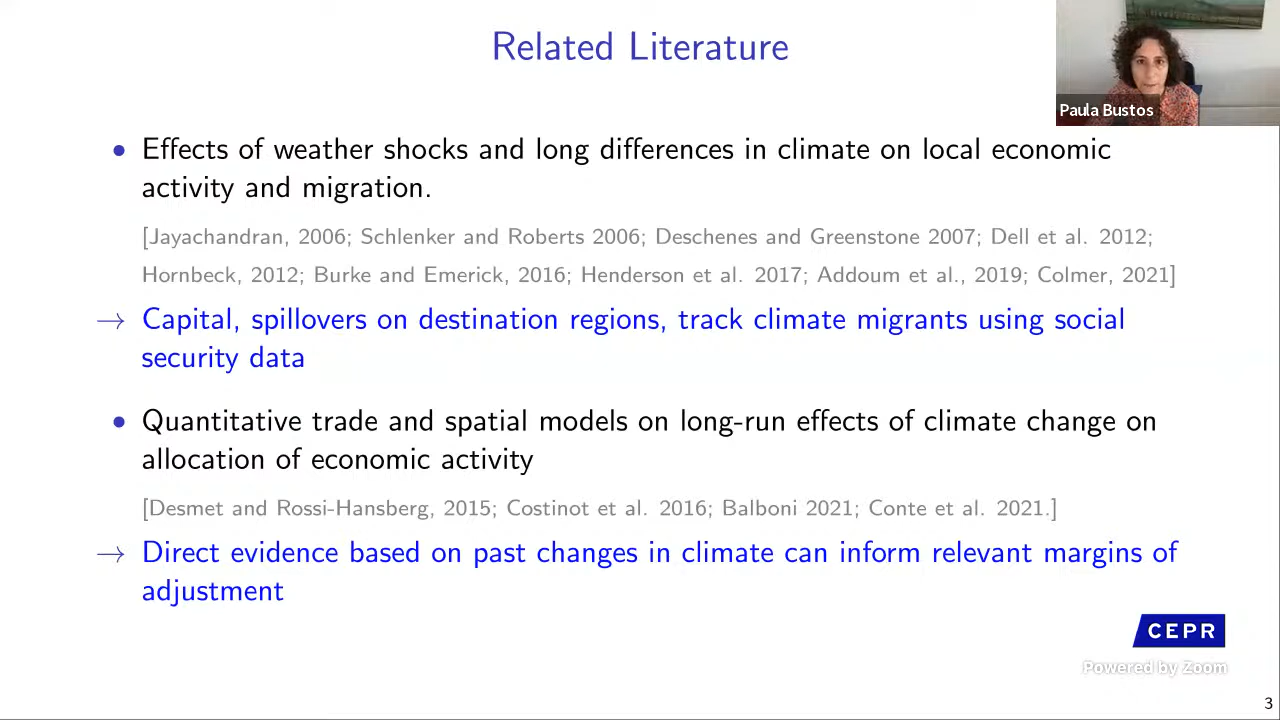 Related Literature
Paula Bustos
• Effects of weather shocks and long differences in climate on local economic
activity and migration.
[Jayachandran, 2006; Schlenker and Roberts 2006; Deschenes and Greenstone 2007; Dell et al. 2012;
Hornbeck, 2012; Burke and Emerick, 2016; Henderson et al. 2017; Addoum et al., 2019; Colmer, 2021]
→ Capital, spillovers on destination regions, track climate migrants using social
security data
• Quantitative trade and spatial models on long-run effects of climate change on
allocation of economic activity
[Desmet and Rossi-Hansberg, 2015; Costinot et al. 2016; Balboni 2021; Conte et al. 2021.]
→ Direct evidence based on past changes in climate can inform relevant margins of
adjustment
CEPR
Powered by Zoom
3